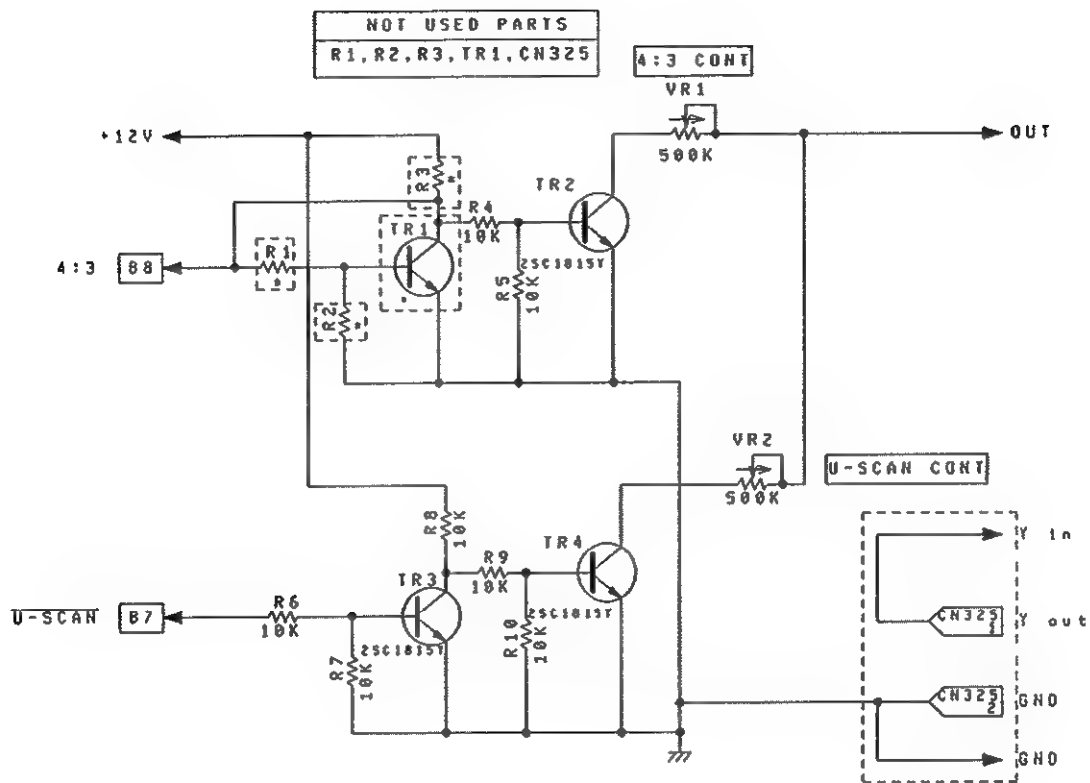 NOT USED PARTS
R1,R2,R3,TR1,CN325
4:3 CONT
VR1
500K
+12V
OUT
R3
*
TR2
R4
10K
TR1
2SC1815Y
R5
10K
4:3
B8
R1
*
R2
*
VR2
500K
U-SCAN CONT
R8
10K
TR4
R9
10K
TR3
2SC1815Y
R10
10K
U-SCAN
B7
R6
10K
2SC1815Y
R7
10K
Y in
CN325
1
Y out
CN325
2
GND
GND